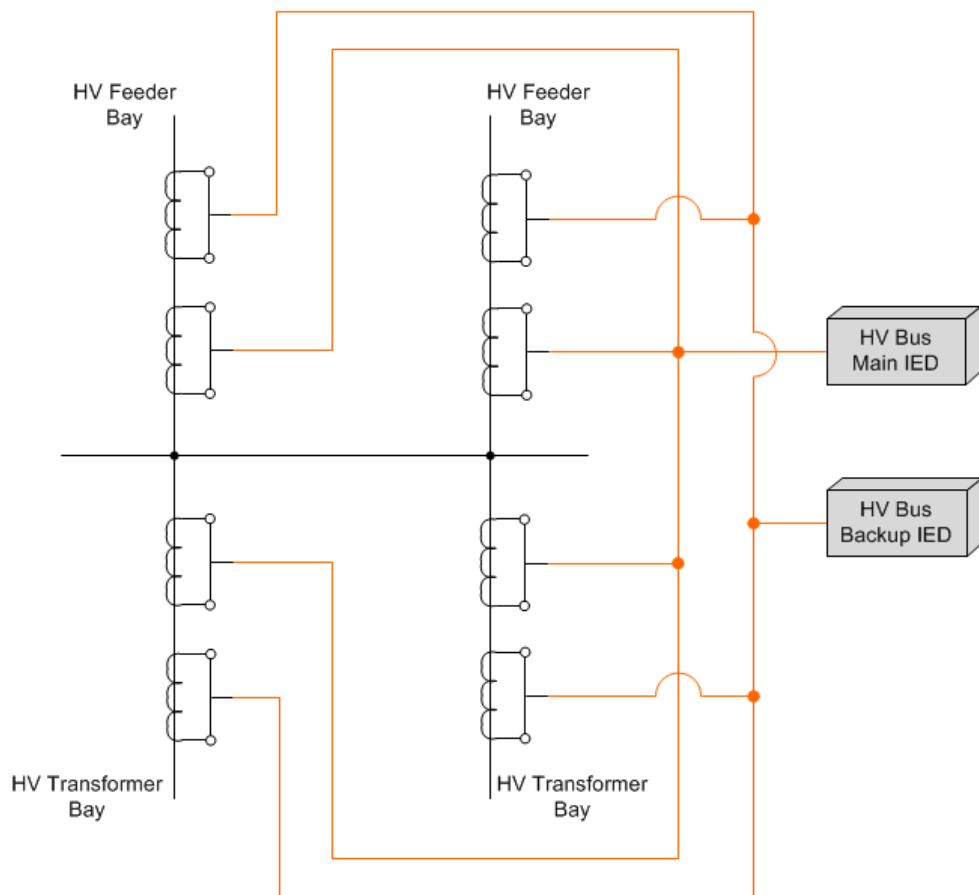 HV Feeder
Bay
HV Feeder
Bay
HV Bus
Main IED
HV Bus
Backup IED
HV Transformer
Bay
HV Transformer
Bay